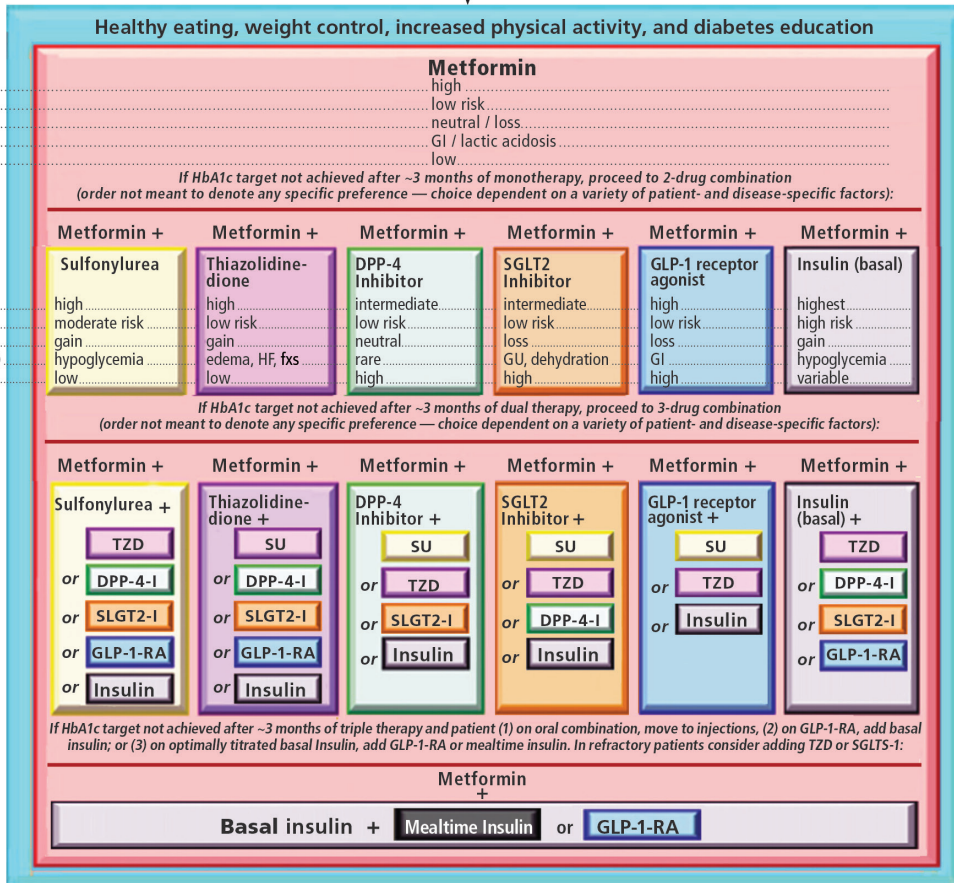 Healthy eating, weight control, increased physical activity, and diabetes education
Metformin
high
low risk
neutral / loss
GI / lactic acidosis
low
If HbA1c target not achieved after ~3 months of monotherapy, proceed to 2-drug combination
(order not meant to denote any specific preference — choice dependent on a variety of patient- and disease-specific factors):
Metformin +
Sulfonylurea
high
moderate risk
gain
hypoglycemia
low
Metformin +
Thiazolidine-
dione
high
low risk
gain
edema, HF, fxs
low
Metformin +
DPP-4
Inhibitor
intermediate
low risk
neutral
rare
high
Metformin +
SGLT2
Inhibitor
intermediate
low risk
loss
GU, dehydration
high
Metformin +
GLP-1 receptor
agonist
high
low risk
loss
GI
high
Metformin +
Insulin (basal)
highest
high risk
gain
hypoglycemia
variable
If HbA1c target not achieved after ~3 months of dual therapy, proceed to 3-drug combination
(order not meant to denote any specific preference — choice dependent on a variety of patient- and disease-specific factors):
Metformin +
Sulfonylurea +
TZD
or DPP-4-I
or SLGT2-I
or GLP-1-RA
or Insulin
Metformin +
Thiazolidine-
dione +
SU
or DPP-4-I
or SLGT2-I
or GLP-1-RA
or Insulin
Metformin +
DPP-4
Inhibitor +
SU
or TZD
or SLGT2-I
or Insulin
Metformin +
SGLT2
Inhibitor +
SU
or TZD
or DPP-4-I
or Insulin
Metformin +
GLP-1 receptor
agonist +
SU
or TZD
or Insulin
Metformin +
Insulin
(basal) +
TZD
or DPP-4-I
or SLGT2-I
or GLP-1-RA
If HbA1c target not achieved after ~3 months of triple therapy and patient (1) on oral combination, move to injections, (2) on GLP-1-RA, add basal
insulin; or (3) on optimally titrated basal Insulin, add GLP-1-RA or mealtime insulin. In refractory patients consider adding TZD or SGLTS-1:
Metformin
+
Basal insulin + Mealtime Insulin or GLP-1-RA